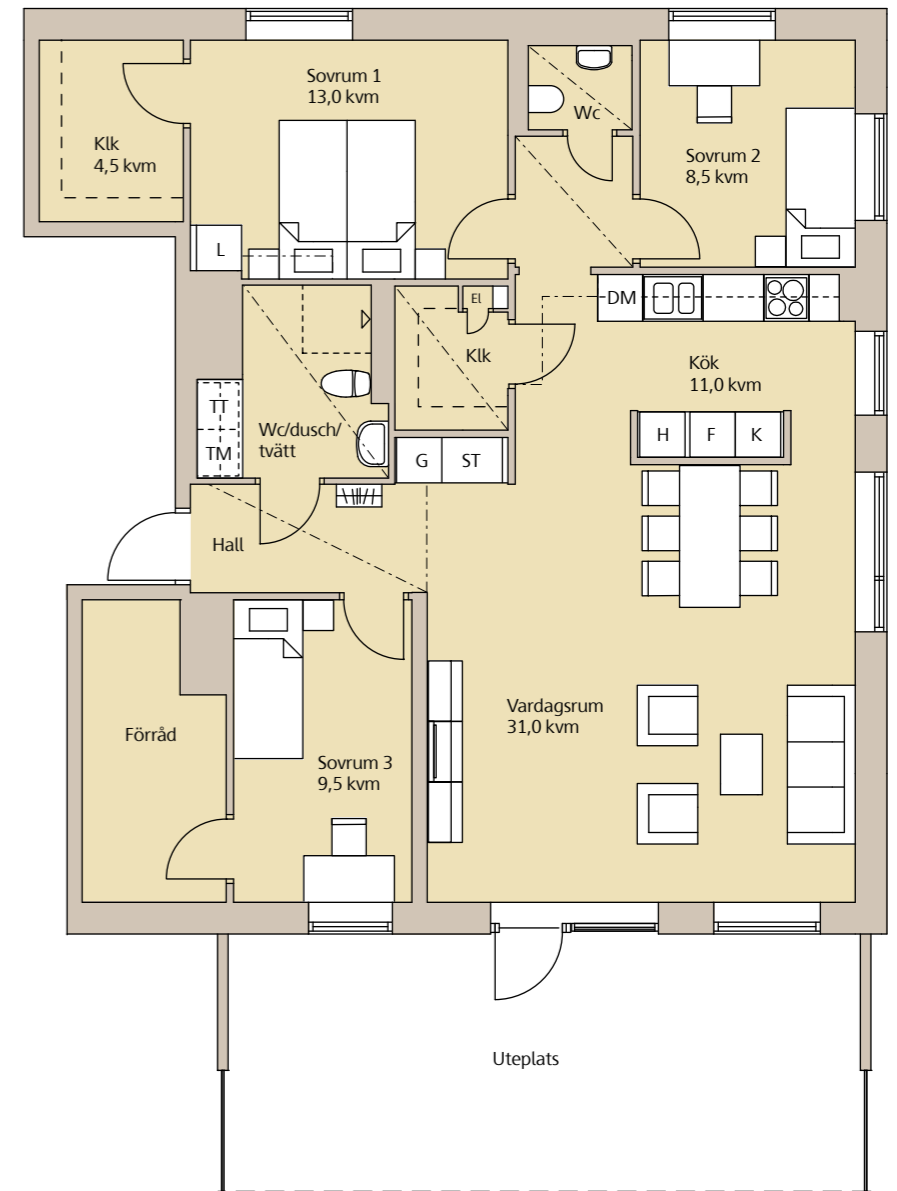 Sovrum 1
13,0 kvm
Wc
Klk
4,5 kvm
Sovrum 2
8,5 kvm
L
El
DM
Klk
Kök
11,0 kvm
TT
TM
Wc/dusch/
tvätt
H F K
G ST
Hall
Vardagsrum
31,0 kvm
Förråd
Sovrum 3
9,5 kvm
Uteplats